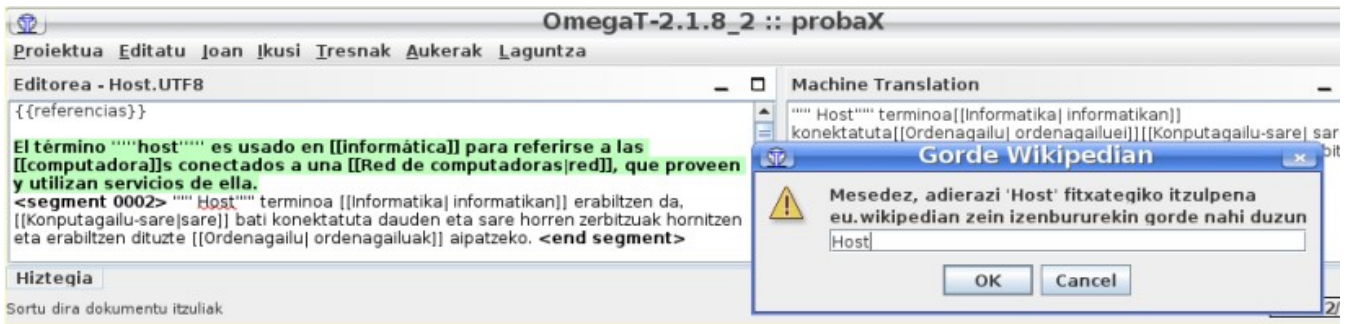 OmegaT-2.1.8_2 :: probaX
Proiektua Editatu Joan Ikusi Tresnak Aukerak Laguntza
Editorea - Host.UTF8
{{referencias}}
El término '''''host''''' es usado en [[informática]] para referirse a las
[[computadora]]s conectados a una [[Red de computadoras|red]], que proveen
y utilizan servicios de ella.
<segment 0002> ''''' Host''''' terminoa [[Informatika| informatikan]] erabiltzen da,
[[Konputagailu-sare|sare]] bati konektatuta dauden eta sare horren zerbitzuak hornitzen
eta erabiltzen dituzte [[Ordenagailu| ordenagailuak]] aipatzeko. <end segment>
Machine Translation
''''' Host''''' terminoa[[Informatika| informatikan]]
konektatuta[[Ordenagailu| ordenagailuei]][[Konputagailu-sare| sar
Gorde Wikipedian
Mesedez, adierazi 'Host' fitxategiko itzulpena
eu.wikipedian zein izenbururekin gorde nahi duzun
Host
OK Cancel
Hiztegia
Sortu dira dokumentu itzuliak
2/